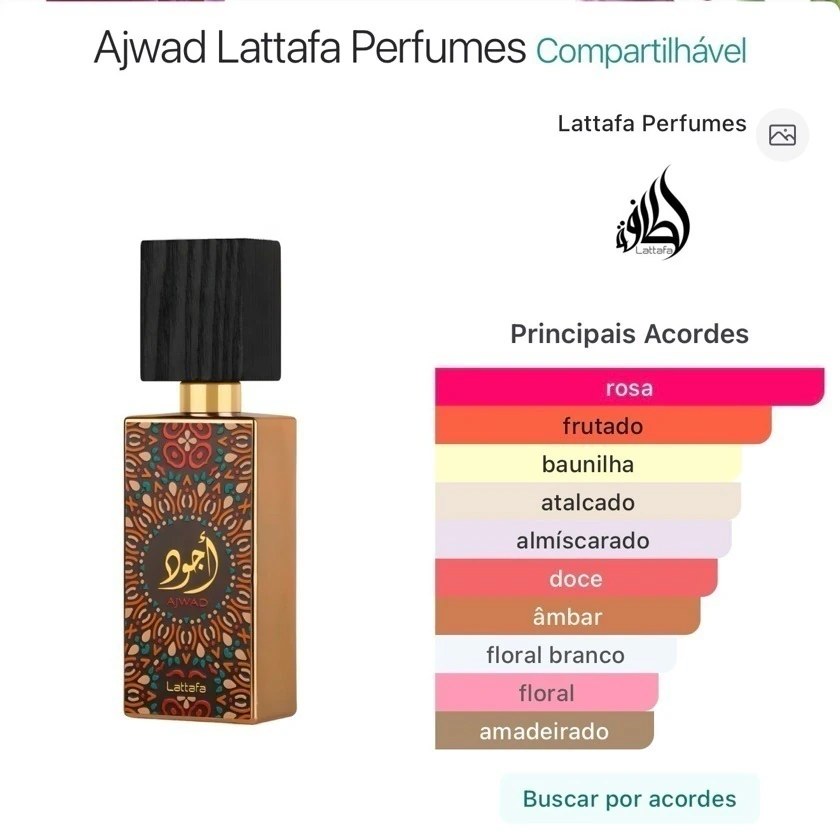 Ajwad Lattafa Perfumes Compartilhável
Lattafa Perfumes
لطافة
Lattafa
Principais Acordes
rosa
frutado
baunilha
atalcado
almíscarado
doce
âmbar
floral branco
floral
amadeirado
أجود
AJWAD
Lattafa
Buscar por acordes